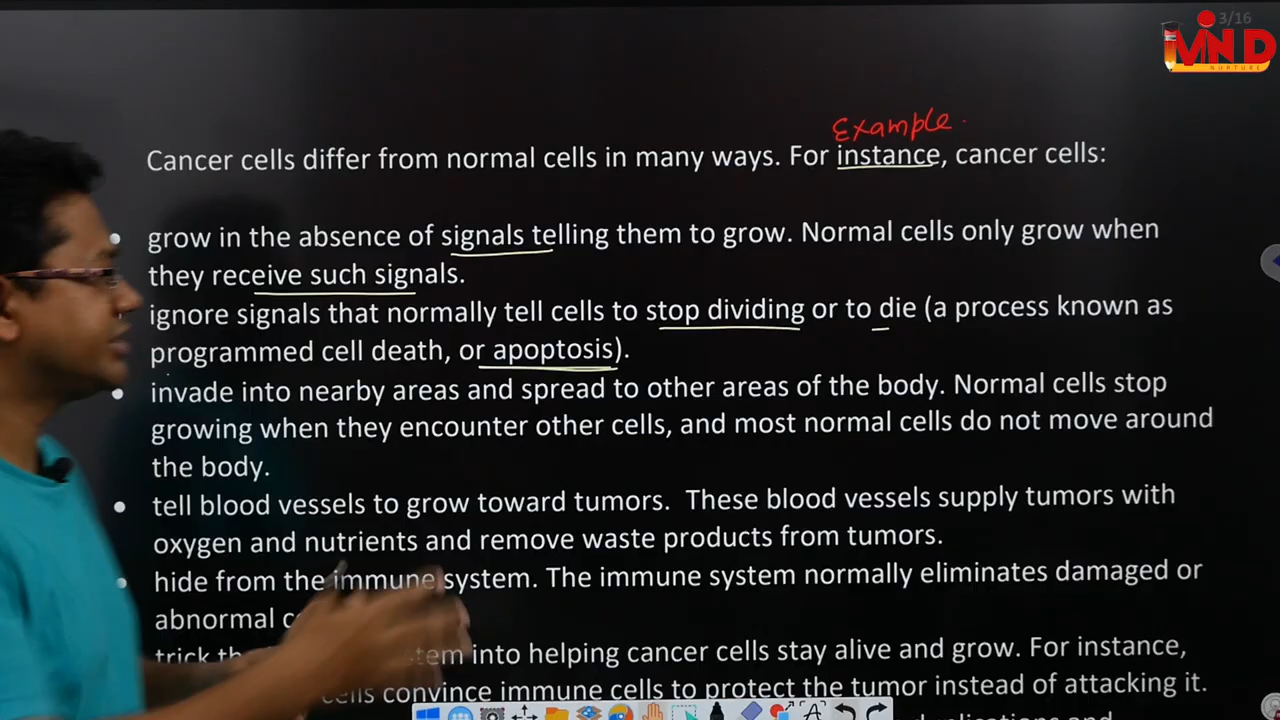 3/16
MIND
NURTURE
Example.
Cancer cells differ from normal cells in many ways. For instance, cancer cells:
grow in the absence of signals telling them to grow. Normal cells only grow when
they receive such signals.
ignore signals that normally tell cells to stop dividing or to die (a process known as
programmed cell death, or apoptosis).
invade into nearby areas and spread to other areas of the body. Normal cells stop
growing when they encounter other cells, and most normal cells do not move around
the body.
tell blood vessels to grow toward tumors. These blood vessels supply tumors with
oxygen and nutrients and remove waste products from tumors.
hide from the immune system. The immune system normally eliminates damaged or
abnormal
trick into helping cancer cells stay alive and grow. For instance,
cells convince immune cells to protect the tumor instead of attacking it.